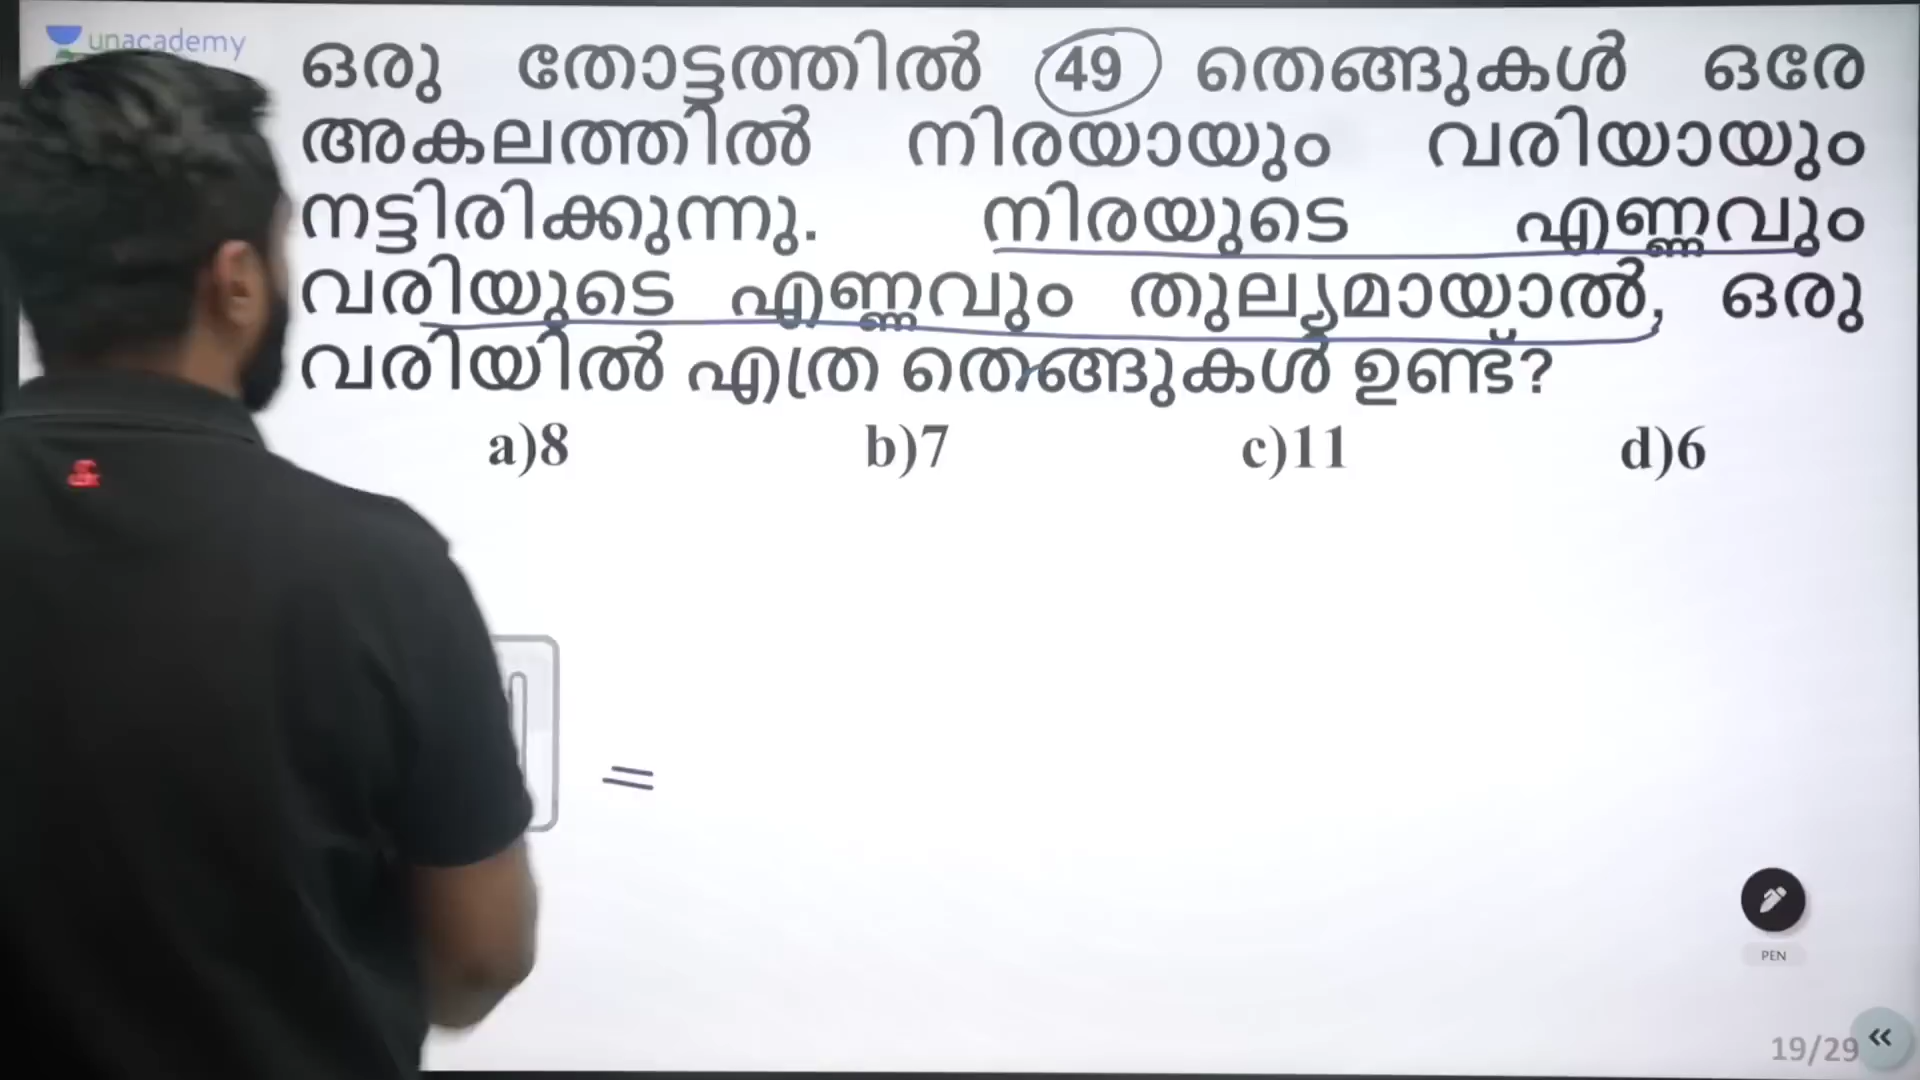 unacademy
ഒരു തോട്ടത്തിൽ 49 തെങ്ങുകൾ ഒരേ
അകലത്തിൽ നിരയായും വരിയായും
നട്ടിരിക്കുന്നു. നിരയുടെ എണ്ണവും
വരിയുടെ എണ്ണവും തുല്യമായാൽ, ഒരു
വരിയിൽ എത്ര തെങ്ങുകൾ ഉണ്ട്?
a)8 b)7 c)11 d)6
=
PEN
19/29